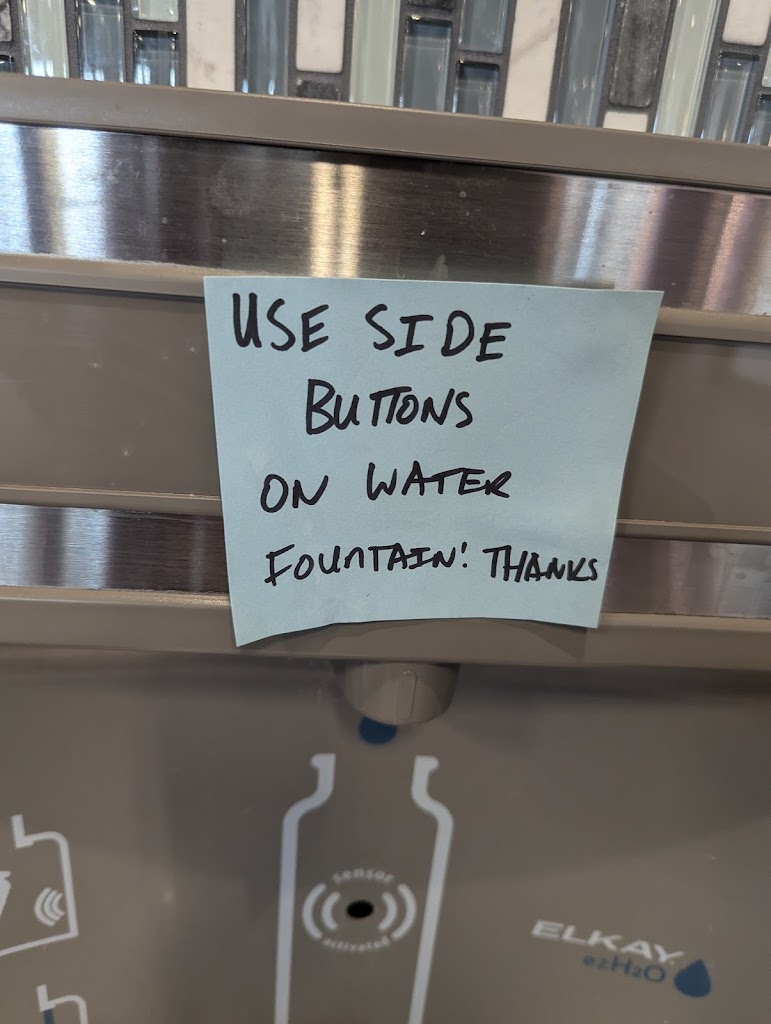 USE SIDE
BUTTONS
ON WATER
FOUNTAIN! THANKS
sensor
activated
ELKAY
ezH2O